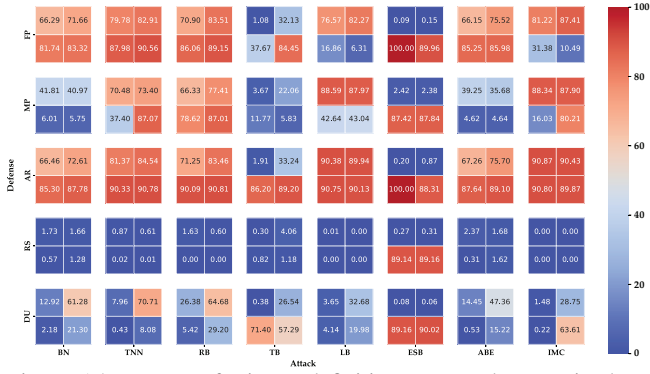 66.29 71.66 79.78 82.91 70.90 83.51 1.08 32.13 76.57 82.27 0.09 0.15 66.15 75.52 81.22 87.41
FP
81.74 83.32 87.98 90.56 86.06 89.15 37.67 84.45 16.86 6.31 100.00 89.96 85.25 85.98 31.38 10.49
41.81 40.97 70.48 73.40 66.33 77.41 3.67 22.06 88.59 87.97 2.42 2.38 39.25 35.68 88.34 87.90
MP
6.01 5.75 37.40 87.07 78.62 87.01 11.77 5.83 42.64 43.04 87.42 87.84 4.62 4.64 16.03 80.21
66.46 72.61 81.37 84.54 71.25 83.46 1.91 33.24 90.38 89.94 0.20 0.87 67.26 75.70 90.87 90.43
AR
85.30 87.78 90.33 90.78 90.09 90.81 86.20 89.20 90.75 90.13 100.00 88.31 87.64 89.10 90.80 89.87
1.73 1.66 0.87 0.61 1.63 0.60 0.30 4.06 0.01 0.00 0.27 0.31 2.37 1.68 0.00 0.00
RS
0.57 1.28 0.02 0.01 0.00 0.00 0.82 1.18 0.00 0.00 89.14 89.16 0.31 1.62 0.00 0.00
12.92 61.28 7.96 70.71 26.38 64.68 0.38 26.54 3.65 32.68 0.08 0.06 14.45 47.36 1.48 28.75
DU
2.18 21.30 0.43 8.08 5.42 29.20 71.40 57.29 4.14 19.98 89.16 90.02 0.53 15.22 0.22 63.61
BN TNN RB TB LB ESB ABE IMC
Attack
Defense
100
80
60
40
20
0